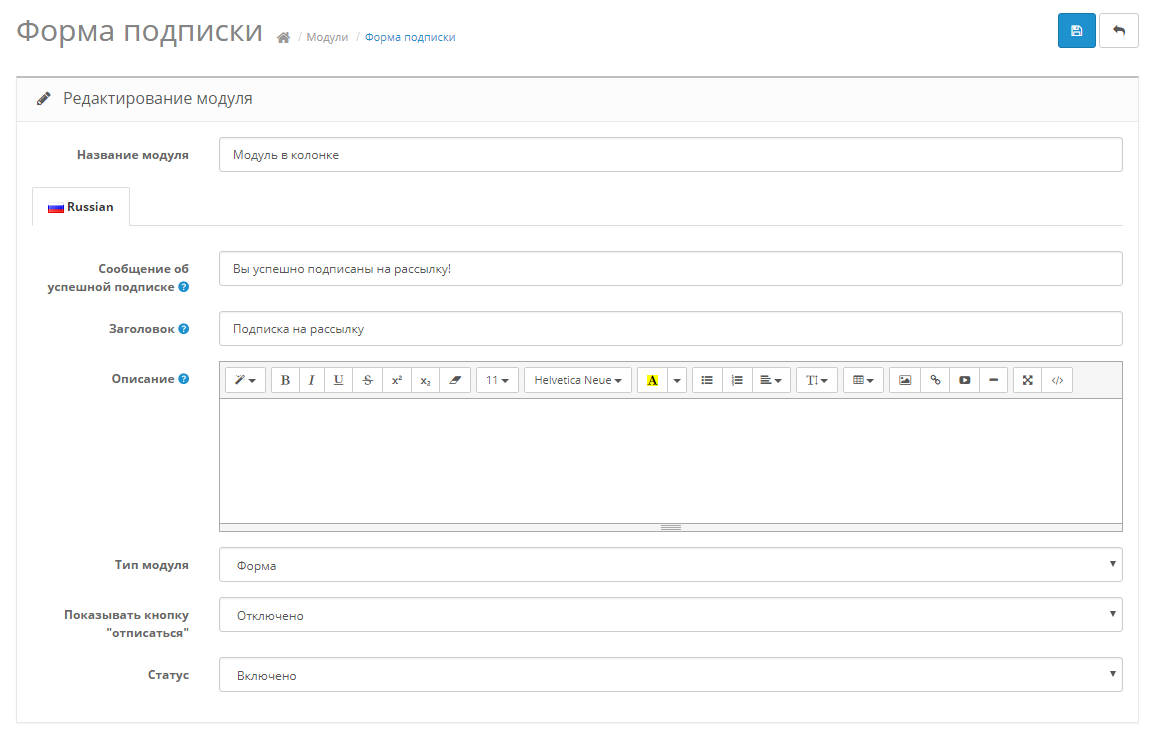 Форма подписки / Модули / Форма подписки
Редактирование модуля
Название модуля Модуль в колонке
Russian
Сообщение об
успешной подписке ? Вы успешно подписаны на рассылку!
Заголовок ? Подписка на рассылку
Описание ? B I U S x² x₂ 11 Helvetica Neue A T </>
Тип модуля Форма
Показывать кнопку
"отписаться" Отключено
Статус Включено